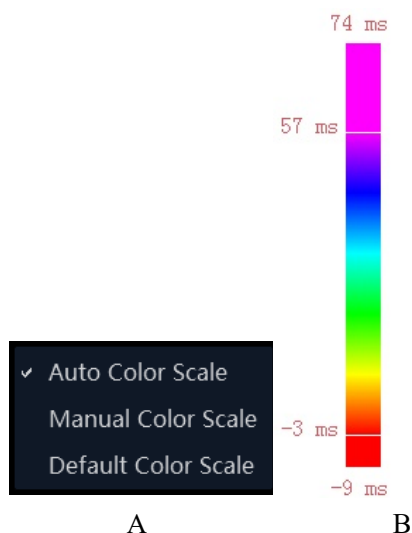 74 ms
57 ms
✓ Auto Color Scale
Manual Color Scale
Default Color Scale
-3 ms
-9 ms
A
B